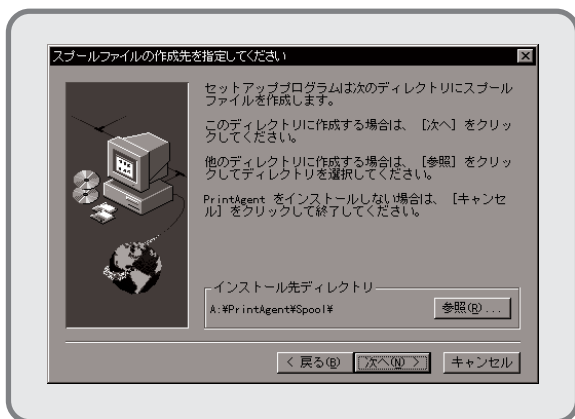 スプールファイルの作成先を指定してください
セットアッププログラムは次のディレクトリにスプール
ファイルを作成します。
このディレクトリに作成する場合は、［次へ］をクリッ
クしてください。
他のディレクトリに作成する場合は、［参照］をクリッ
クしてディレクトリを選択してください。
PrintAgent をインストールしない場合は、［キャンセ
ル］をクリックして終了してください。
インストール先ディレクトリ
A:¥PrintAgent¥Spool¥
参照(R)...
< 戻る(B)
次へ(N) >
キャンセル